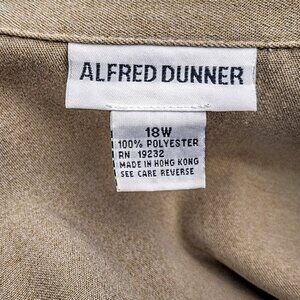 ALFRED DUNNER
18W
100% POLYESTER
RN 19232
MADE IN HONG KONG
SEE CARE REVERSE